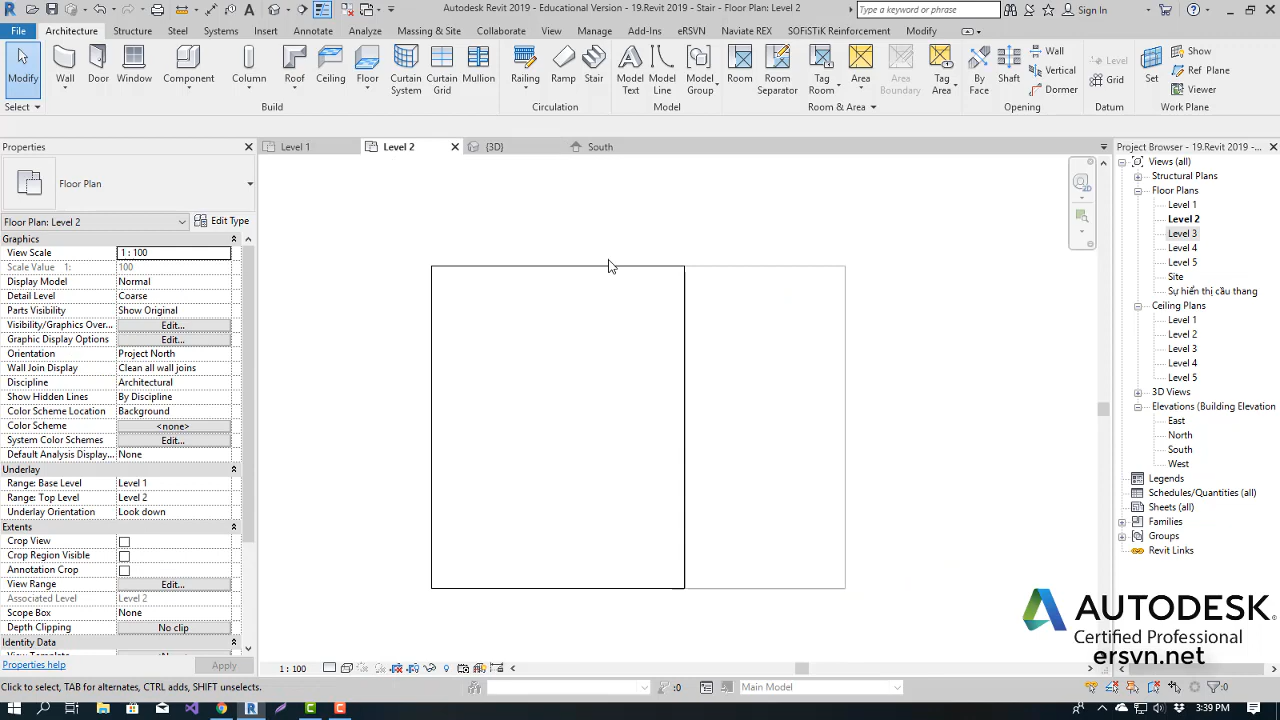 Autodesk Revit 2019 - Educational Version - 19.Revit 2019 - Stair - Floor Plan: Level 2
Type a keyword or phrase
Sign In
File Architecture Structure Steel Systems Insert Annotate Analyze Massing & Site Collaborate View Manage Add-Ins eRSVN Naviate REX SOFiSTiK Reinforcement Modify
Modify Wall Door Window Component Column Roof Ceiling Floor Curtain System Curtain Grid Mullion Railing Ramp Stair Model Text Model Line Model Group Room Room Separator Tag Room Area Area Boundary Tag Area By Face Shaft Wall Vertical Dormer Level Grid Set Show Ref Plane Viewer
Select Build Circulation Model Room & Area Opening Datum Work Plane
Properties
Level 1 Level 2 {3D} South
Project Browser - 19.Revit 2019 -...
Floor Plan
Floor Plan: Level 2 Edit Type
Graphics
View Scale 1 : 100
Scale Value 1: 100
Display Model Normal
Detail Level Coarse
Parts Visibility Show Original
Visibility/Graphics Over... Edit...
Graphic Display Options Edit...
Orientation Project North
Wall Join Display Clean all wall joins
Discipline Architectural
Show Hidden Lines By Discipline
Color Scheme Location Background
Color Scheme <none>
System Color Schemes Edit...
Default Analysis Display... None
Underlay
Range: Base Level Level 1
Range: Top Level Level 2
Underlay Orientation Look down
Extents
Crop View
Crop Region Visible
Annotation Crop
View Range Edit...
Associated Level Level 2
Scope Box None
Depth Clipping No clip
Identity Data
Properties help Apply
Views (all)
Structural Plans
Floor Plans
Level 1
Level 2
Level 3
Level 4
Level 5
Site
Sự hiển thị cầu thang
Ceiling Plans
Level 1
Level 2
Level 3
Level 4
Level 5
3D Views
Elevations (Building Elevation
East
North
South
West
Legends
Schedules/Quantities (all)
Sheets (all)
Families
Groups
Revit Links
AUTODESK.
Certified Professional
ersvn.net
1 : 100
Click to select, TAB for alternates, CTRL adds, SHIFT unselects.
:0 Main Model :0
3:39 PM